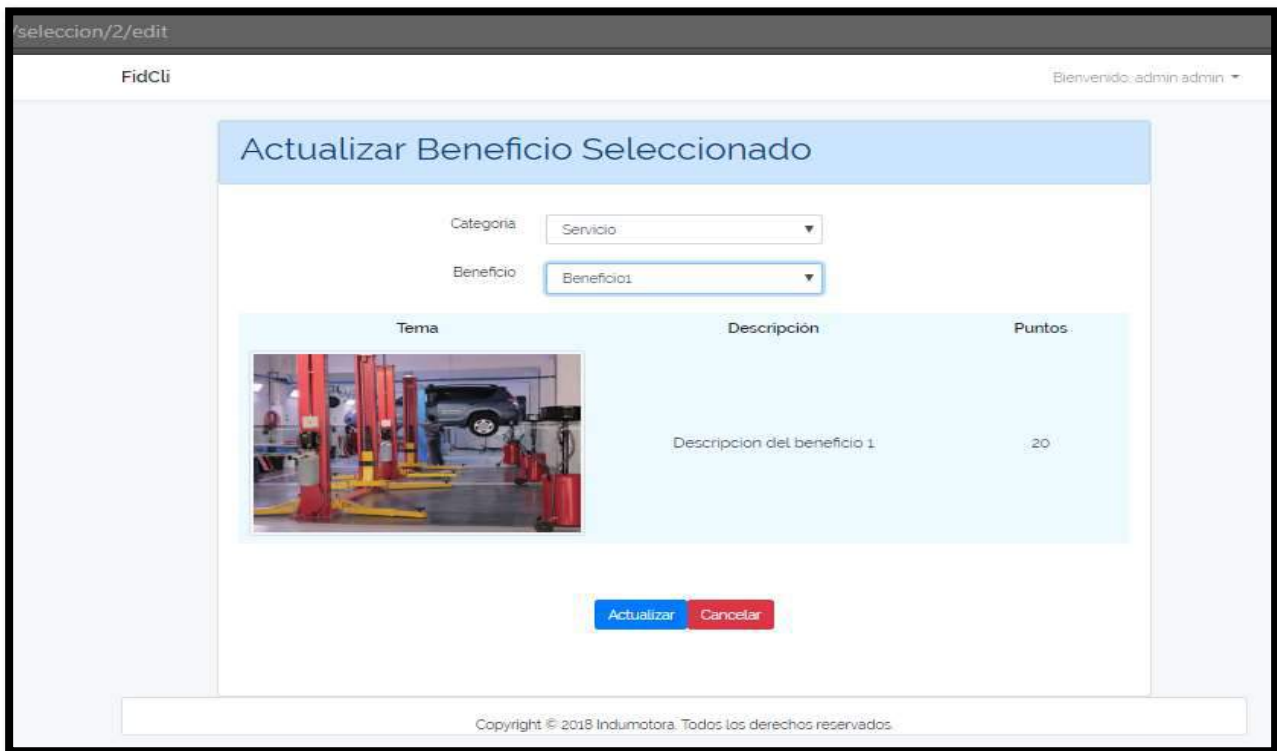 /seleccion/2/edit
FidCli
Bienvenido: admin admin
Actualizar Beneficio Seleccionado
Categoria
Servicio
Beneficio
Beneficio1
Tema
Descripción
Puntos
Descripcion del beneficio 1
20
Actualizar
Cancelar
Copyright © 2018 Indumotora. Todos los derechos reservados.